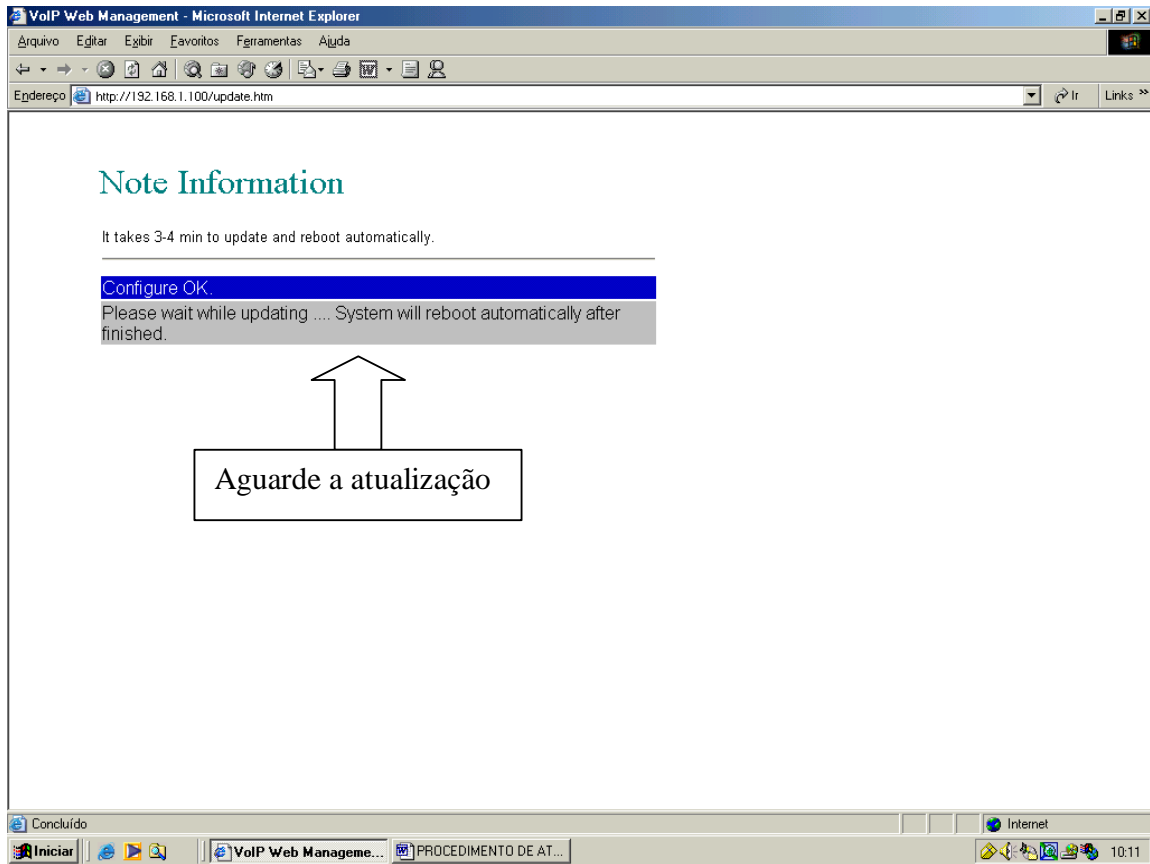 VoIP Web Management - Microsoft Internet Explorer
Arquivo Editar Exibir Favoritos Ferramentas Ajuda
Endereço http://192.168.1.100/update.htm Ir Links »
Note Information
It takes 3-4 min to update and reboot automatically.
Configure OK.
Please wait while updating .... System will reboot automatically after
finished.
Aguarde a atualização
Concluído Internet
Iniciar VoIP Web Manageme... PROCEDIMENTO DE AT... 10:11